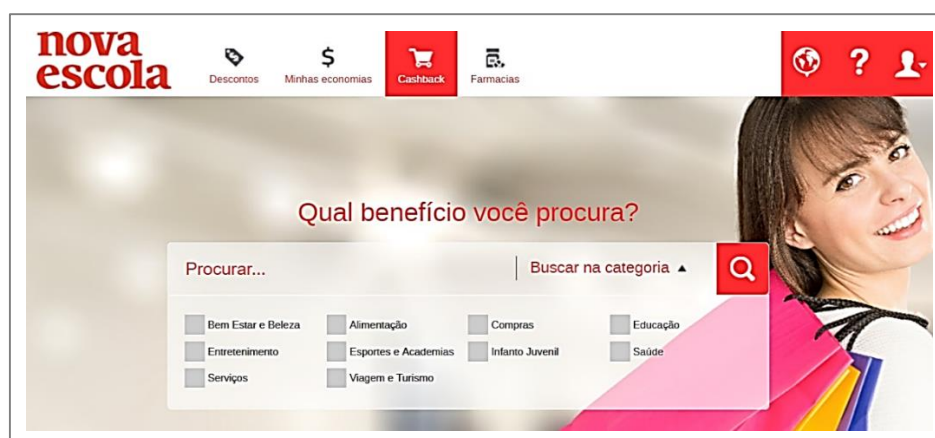 nova
escola
Descontos
Minhas economias
Cashback
Farmacias
Qual benefício você procura?
Procurar...
Buscar na categoria
Bem Estar e Beleza
Alimentação
Compras
Educação
Entretenimento
Esportes e Academias
Infanto Juvenil
Saúde
Serviços
Viagem e Turismo